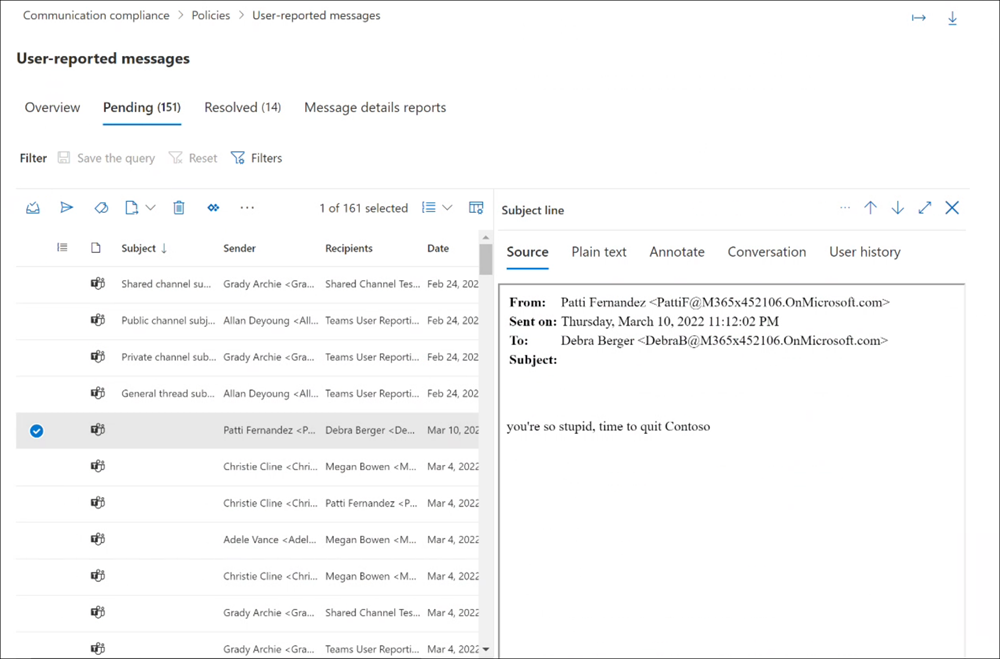 Communication compliance > Policies > User-reported messages
User-reported messages
Overview Pending (151) Resolved (14) Message details reports
Filter Save the query Reset Filters
1 of 161 selected
Subject ↓ Sender Recipients Date
Shared channel su... Grady Archie <Gra... Shared Channel Tes... Feb 24, 202
Public channel subj... Allan Deyoung <All... Teams User Reporti... Feb 24, 202
Private channel sub... Grady Archie <Gra... Teams User Reporti... Feb 24, 202
General thread sub... Allan Deyoung <All... Teams User Reporti... Feb 24, 202
Patti Fernandez <P... Debra Berger <De... Mar 10, 202
Christie Cline <Chri... Megan Bowen <M... Mar 4, 2022
Christie Cline <Chri... Patti Fernandez <P... Mar 4, 2022
Adele Vance <Adel... Megan Bowen <M... Mar 4, 2022
Christie Cline <Chri... Megan Bowen <M... Mar 4, 2022
Grady Archie <Gra... Shared Channel Tes... Mar 4, 2022
Grady Archie <Gra... Teams User Reporti... Mar 4, 2022
Subject line
Source Plain text Annotate Conversation User history
From: Patti Fernandez <PattiF@M365x452106.OnMicrosoft.com>
Sent on: Thursday, March 10, 2022 11:12:02 PM
To: Debra Berger <DebraB@M365x452106.OnMicrosoft.com>
Subject:
you're so stupid, time to quit Contoso